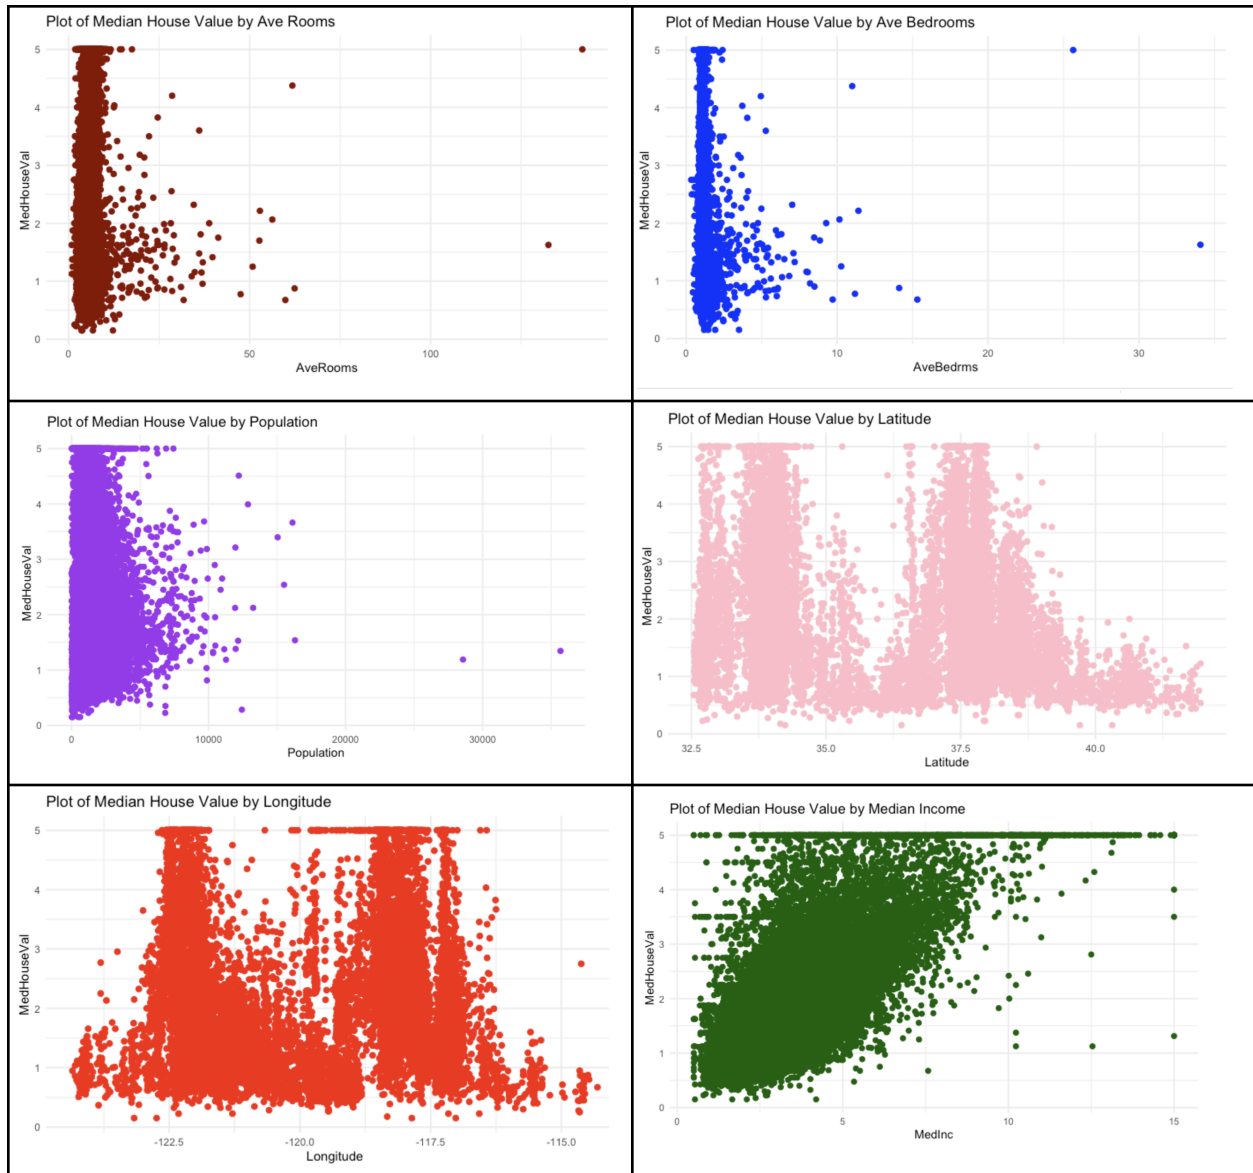 Plot of Median House Value by Ave Rooms
5
4
3
2
1
0
MedHouseVal
0 50 100
AveRooms
Plot of Median House Value by Ave Bedrooms
5
4
3
2
1
0
MedHouseVal
0 10 20 30
AveBedrms
Plot of Median House Value by Population
5
4
3
2
1
0
MedHouseVal
0 10000 20000 30000
Population
Plot of Median House Value by Latitude
5
4
3
2
1
0
MedHouseVal
32.5 35.0 37.5 40.0
Latitude
Plot of Median House Value by Longitude
5
4
3
2
1
0
MedHouseVal
-122.5 -120.0 -117.5 -115.0
Longitude
Plot of Median House Value by Median Income
5
4
3
2
1
0
MedHouseVal
0 5 10 15
MedInc